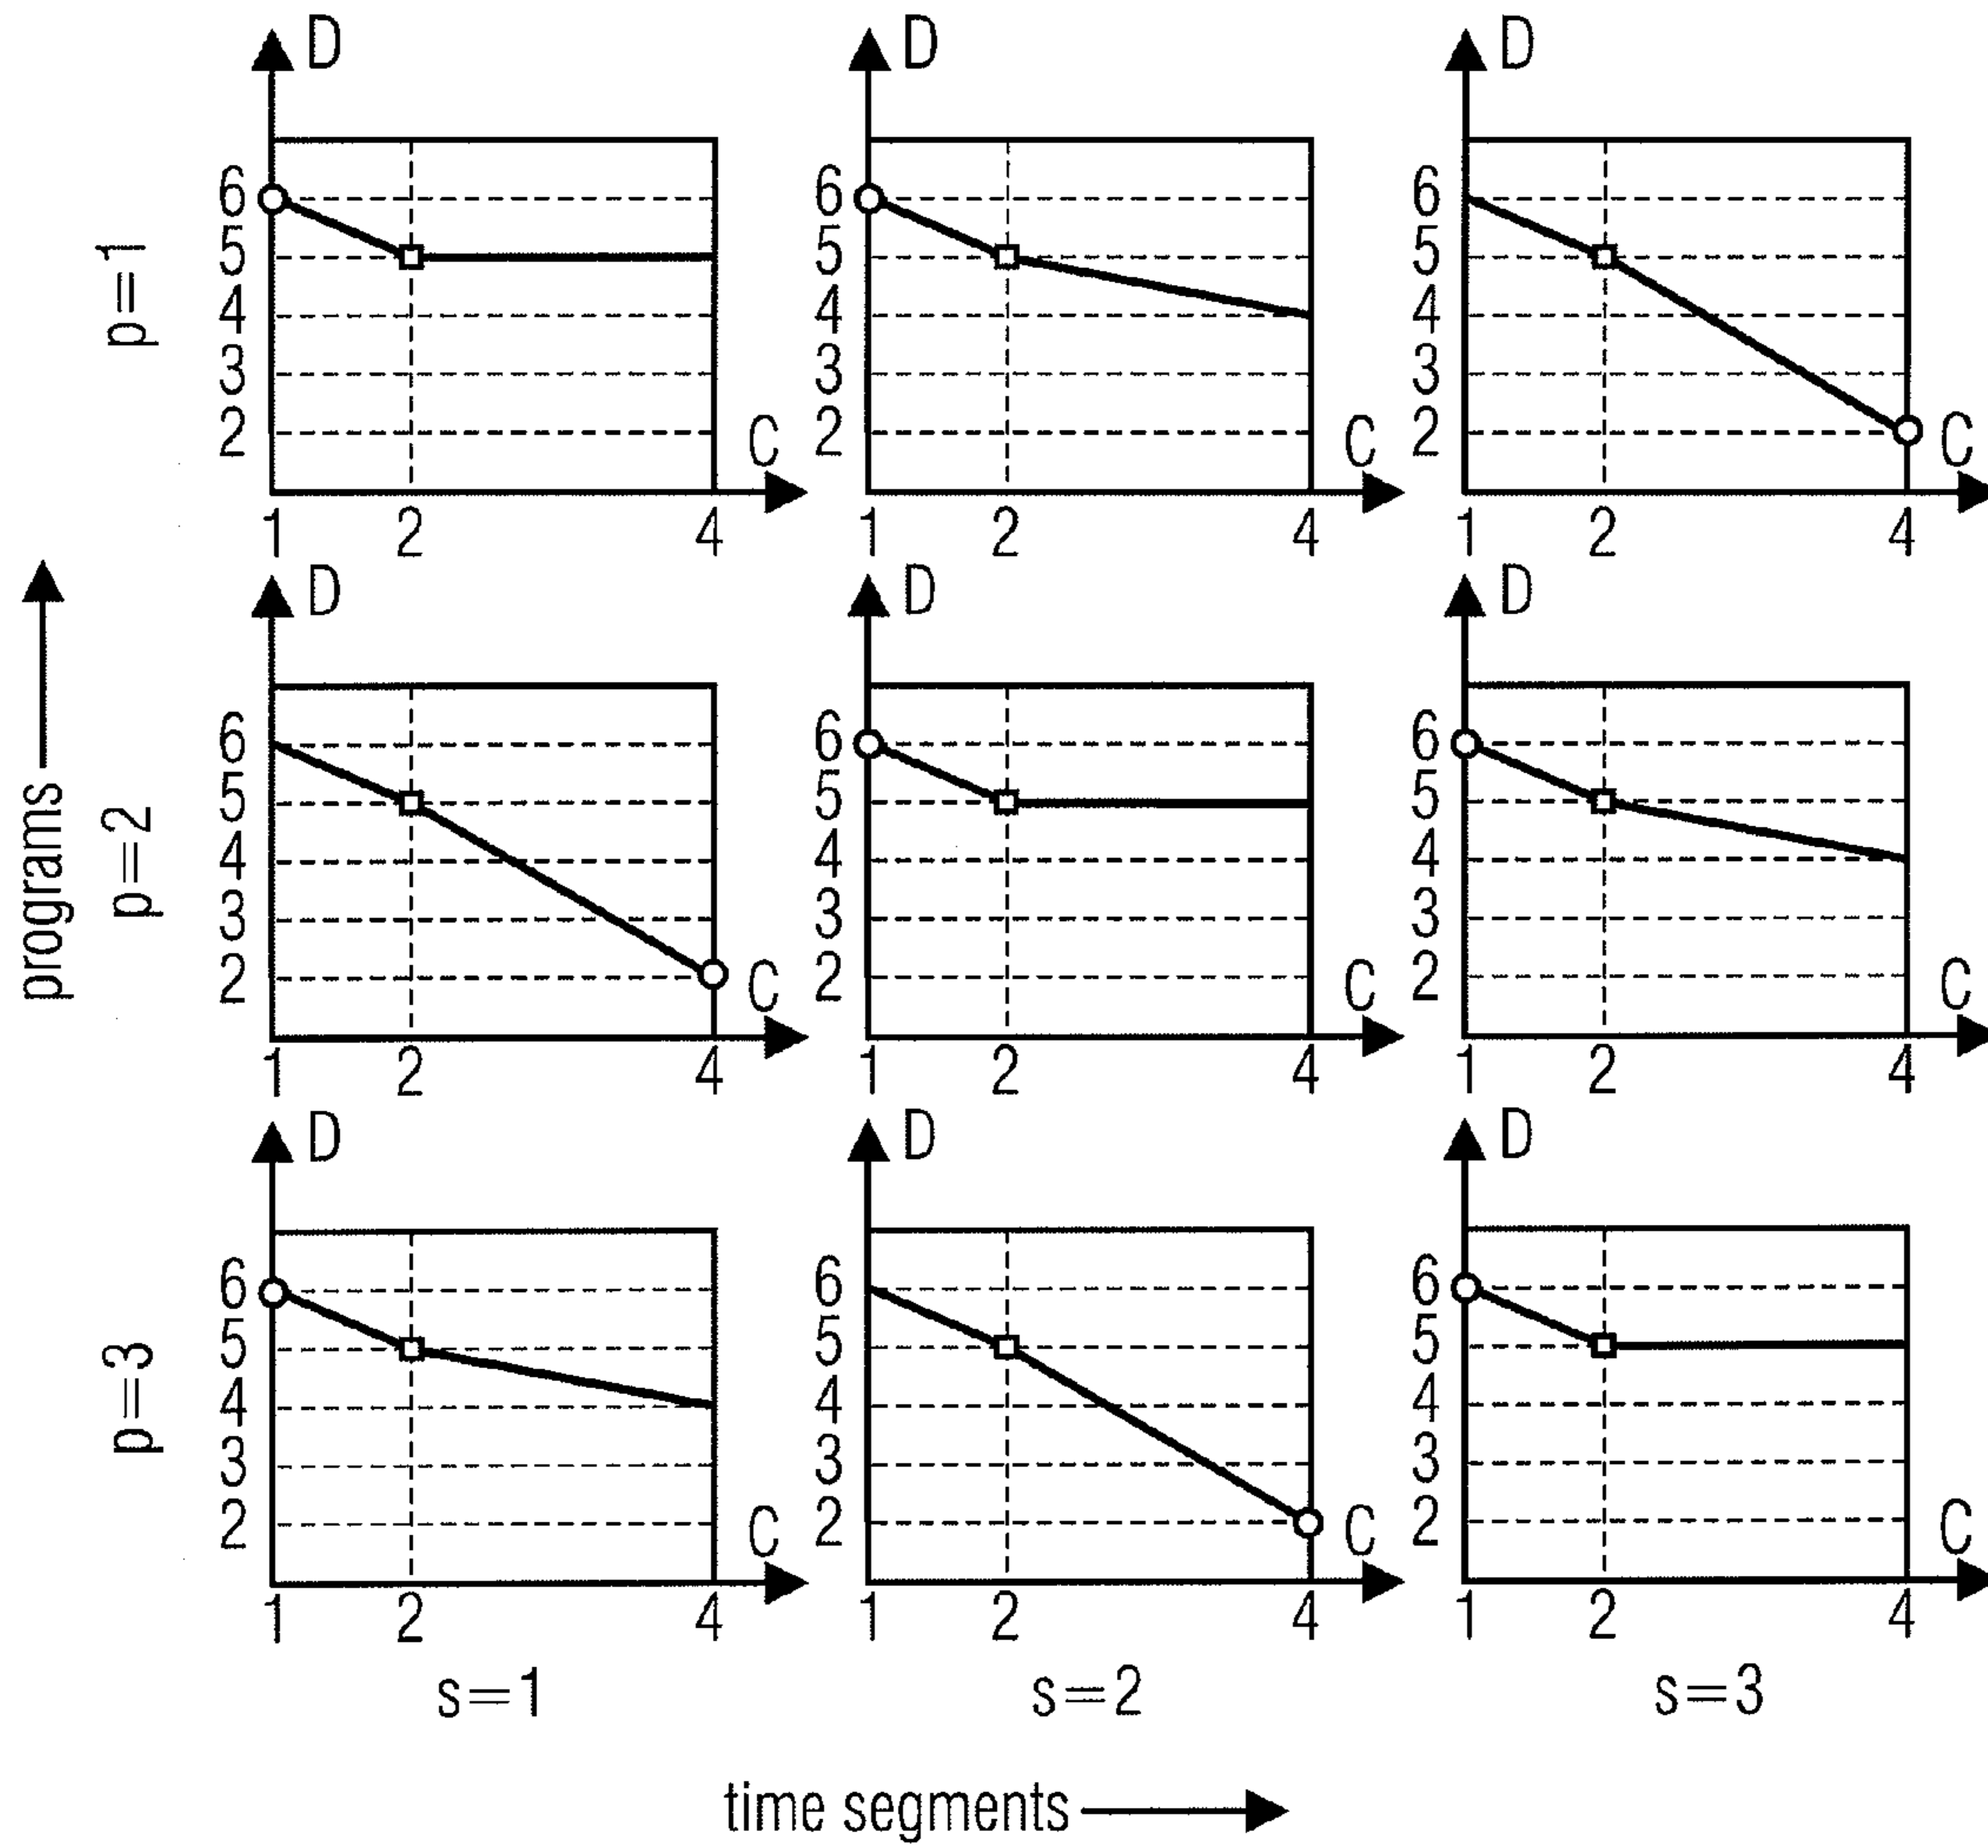 D D D
6 6 6
5 5 5
4 4 4
3 3 3
2 C 2 C 2 C
1 2 4 1 2 4 1 2 4
p=1
D D D
6 6 6
5 5 5
4 4 4
3 3 3
2 C 2 C 2 C
1 2 4 1 2 4 1 2 4
p=2
programs
D D D
6 6 6
5 5 5
4 4 4
3 3 3
2 C 2 C 2 C
1 2 4 1 2 4 1 2 4
p=3
s=1 s=2 s=3
time segments